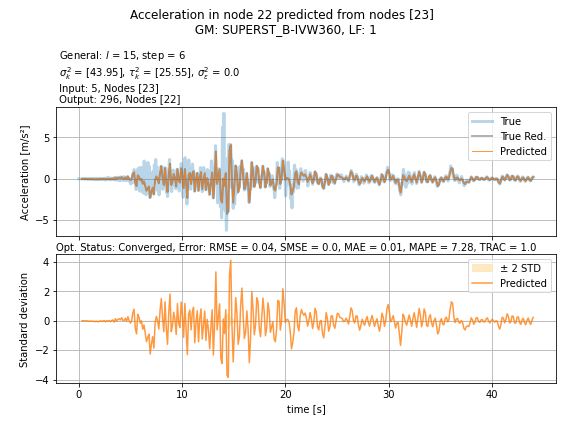 Acceleration in node 22 predicted from nodes [23]
GM: SUPERST_B-IVW360, LF: 1
General: l = 15, step = 6
σ²ₖ = [43.95], τ²ₖ = [25.55], σ²ε = 0.0
Input: 5, Nodes [23]
Output: 296, Nodes [22]
True
True Red.
Predicted
Acceleration [m/s²]
5
0
−5
Opt. Status: Converged, Error: RMSE = 0.04, SMSE = 0.0, MAE = 0.01, MAPE = 7.28, TRAC = 1.0
± 2 STD
Predicted
Standard deviation
4
2
0
−2
−4
0 10 20 30 40
time [s]